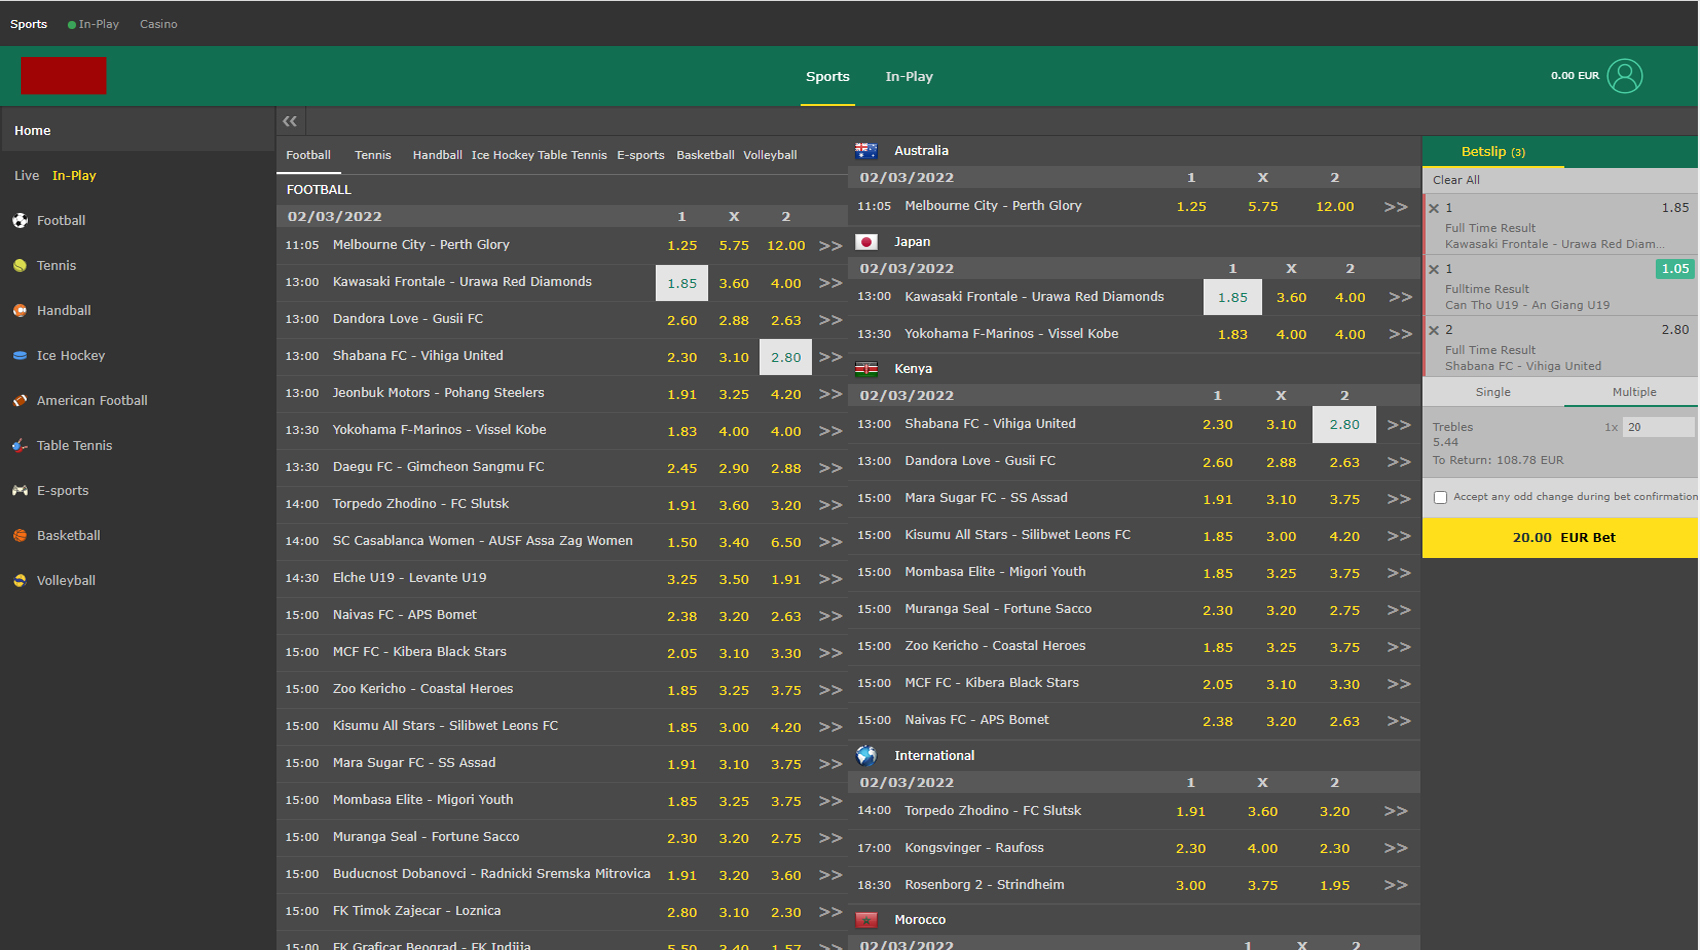 Sports In-Play Casino
Sports In-Play 0.00 EUR
Home
Live In-Play
Football
Tennis
Handball
Ice Hockey
American Football
Table Tennis
E-sports
Basketball
Volleyball
Football Tennis Handball Ice Hockey Table Tennis E-sports Basketball Volleyball
FOOTBALL
02/03/2022 1 X 2
11:05 Melbourne City - Perth Glory 1.25 5.75 12.00 >>
13:00 Kawasaki Frontale - Urawa Red Diamonds 1.85 3.60 4.00 >>
13:00 Dandora Love - Gusii FC 2.60 2.88 2.63 >>
13:00 Shabana FC - Vihiga United 2.30 3.10 2.80 >>
13:00 Jeonbuk Motors - Pohang Steelers 1.91 3.25 4.20 >>
13:30 Yokohama F-Marinos - Vissel Kobe 1.83 4.00 4.00 >>
13:30 Daegu FC - Gimcheon Sangmu FC 2.45 2.90 2.88 >>
14:00 Torpedo Zhodino - FC Slutsk 1.91 3.60 3.20 >>
14:00 SC Casablanca Women - AUSF Assa Zag Women 1.50 3.40 6.50 >>
14:30 Elche U19 - Levante U19 3.25 3.50 1.91 >>
15:00 Naivas FC - APS Bomet 2.38 3.20 2.63 >>
15:00 MCF FC - Kibera Black Stars 2.05 3.10 3.30 >>
15:00 Zoo Kericho - Coastal Heroes 1.85 3.25 3.75 >>
15:00 Kisumu All Stars - Silibwet Leons FC 1.85 3.00 4.20 >>
15:00 Mara Sugar FC - SS Assad 1.91 3.10 3.75 >>
15:00 Mombasa Elite - Migori Youth 1.85 3.25 3.75 >>
15:00 Muranga Seal - Fortune Sacco 2.30 3.20 2.75 >>
15:00 Buducnost Dobanovci - Radnicki Sremska Mitrovica 1.91 3.20 3.60 >>
15:00 FK Timok Zajecar - Loznica 2.80 3.10 2.30 >>
15:00 FK Graficar Beograd - FK Indjija 5.50 3.40 1.57 >>
Australia
02/03/2022 1 X 2
11:05 Melbourne City - Perth Glory 1.25 5.75 12.00 >>
Japan
02/03/2022 1 X 2
13:00 Kawasaki Frontale - Urawa Red Diamonds 1.85 3.60 4.00 >>
13:30 Yokohama F-Marinos - Vissel Kobe 1.83 4.00 4.00 >>
Kenya
02/03/2022 1 X 2
13:00 Shabana FC - Vihiga United 2.30 3.10 2.80 >>
13:00 Dandora Love - Gusii FC 2.60 2.88 2.63 >>
15:00 Mara Sugar FC - SS Assad 1.91 3.10 3.75 >>
15:00 Kisumu All Stars - Silibwet Leons FC 1.85 3.00 4.20 >>
15:00 Mombasa Elite - Migori Youth 1.85 3.25 3.75 >>
15:00 Muranga Seal - Fortune Sacco 2.30 3.20 2.75 >>
15:00 Zoo Kericho - Coastal Heroes 1.85 3.25 3.75 >>
15:00 MCF FC - Kibera Black Stars 2.05 3.10 3.30 >>
15:00 Naivas FC - APS Bomet 2.38 3.20 2.63 >>
International
02/03/2022 1 X 2
14:00 Torpedo Zhodino - FC Slutsk 1.91 3.60 3.20 >>
17:00 Kongsvinger - Raufoss 2.30 4.00 2.30 >>
18:30 Rosenborg 2 - Strindheim 3.00 3.75 1.95 >>
Morocco
02/03/2022 1 X 2
Betslip (3)
Clear All
1 1.85
Full Time Result
Kawasaki Frontale - Urawa Red Diam...
1 1.05
Fulltime Result
Can Tho U19 - An Giang U19
2 2.80
Full Time Result
Shabana FC - Vihiga United
Single Multiple
Trebles 1x 20
5.44
To Return: 108.78 EUR
Accept any odd change during bet confirmation
20.00 EUR Bet